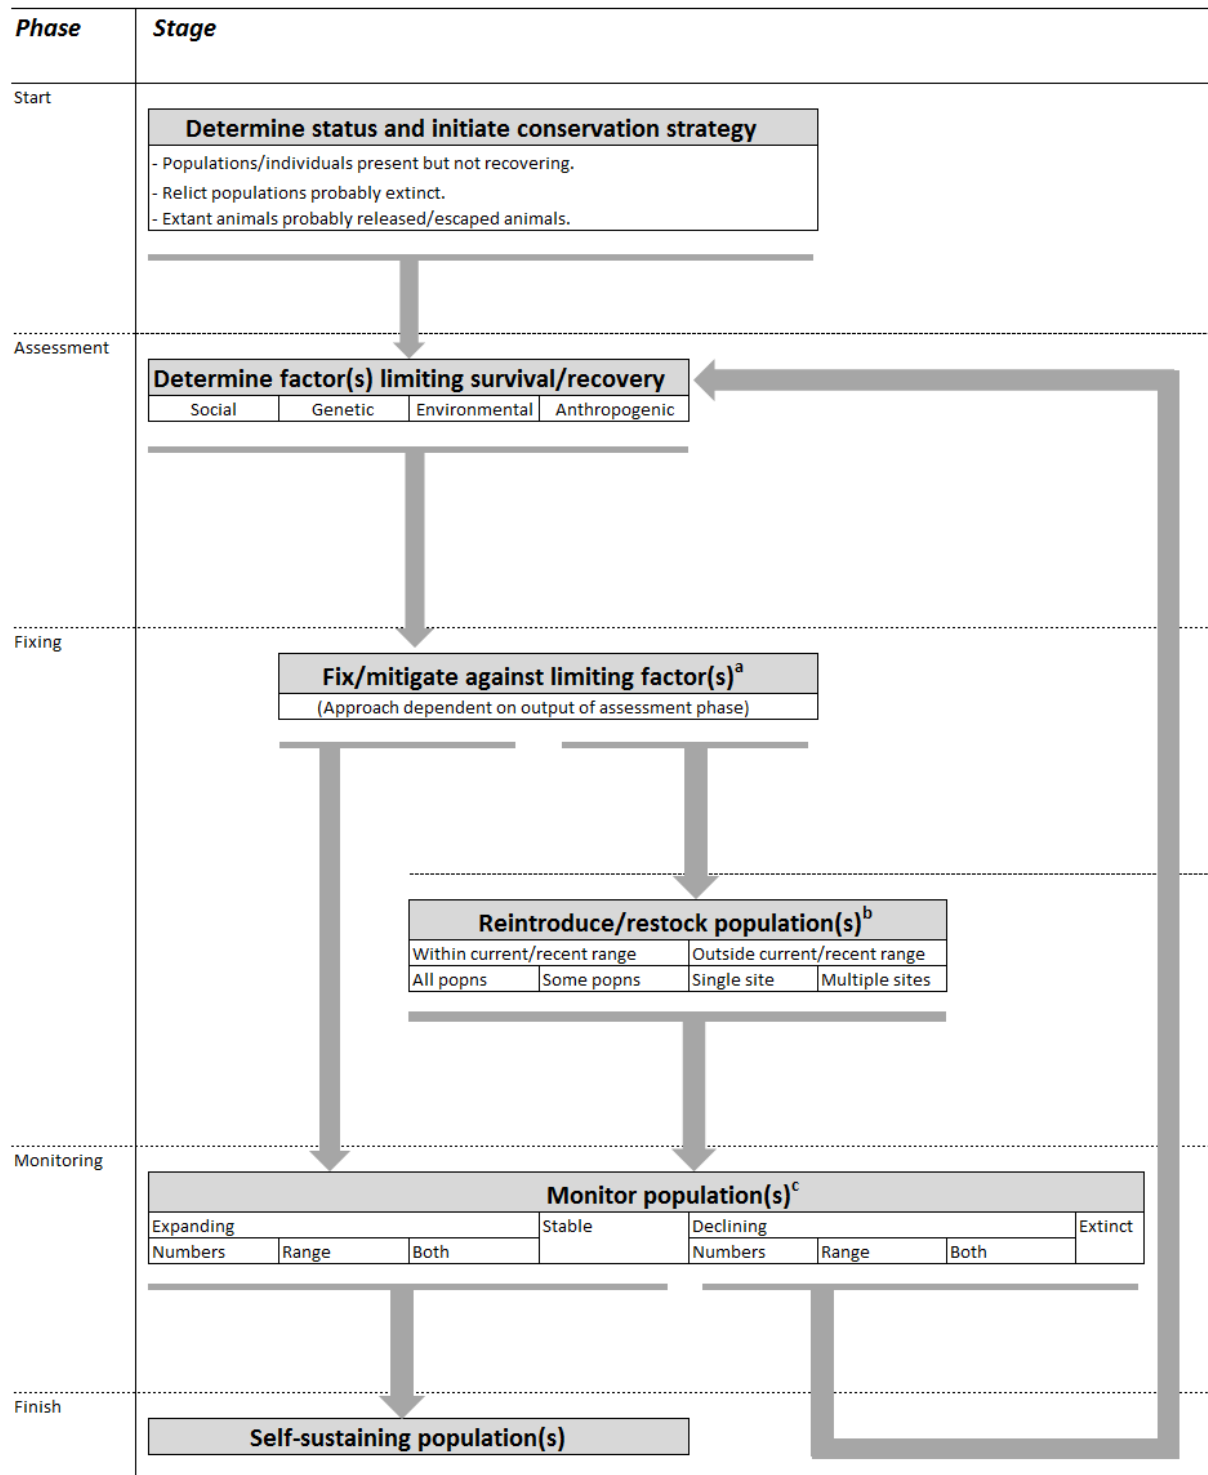 Phase Stage
Start
Determine status and initiate conservation strategy
- Populations/individuals present but not recovering.
- Relict populations probably extinct.
- Extant animals probably released/escaped animals.
Assessment
Determine factor(s) limiting survival/recovery
Social Genetic Environmental Anthropogenic
Fixing
Fix/mitigate against limiting factor(s)a
(Approach dependent on output of assessment phase)
Reintroduce/restock population(s)b
Within current/recent range Outside current/recent range
All popns Some popns Single site Multiple sites
Monitoring
Monitor population(s)c
Expanding Stable Declining Extinct
Numbers Range Both Numbers Range Both
Finish
Self-sustaining population(s)